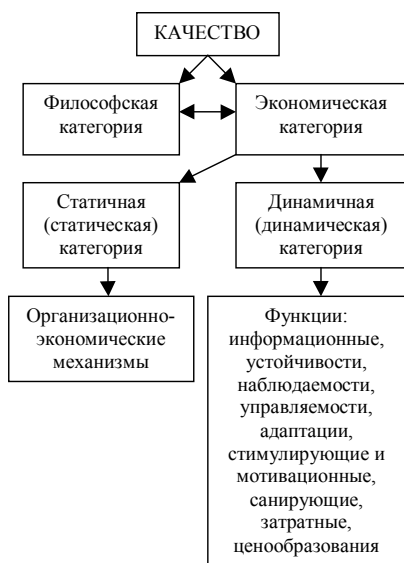 КАЧЕСТВО
Философская
категория
Экономическая
категория
Статичная
(статическая)
категория
Динамичная
(динамическая)
категория
Организационно-
экономические
механизмы
Функции:
информационные,
устойчивости,
наблюдаемости,
управляемости,
адаптации,
стимулирующие и
мотивационные,
санирующие,
затратные,
ценообразования